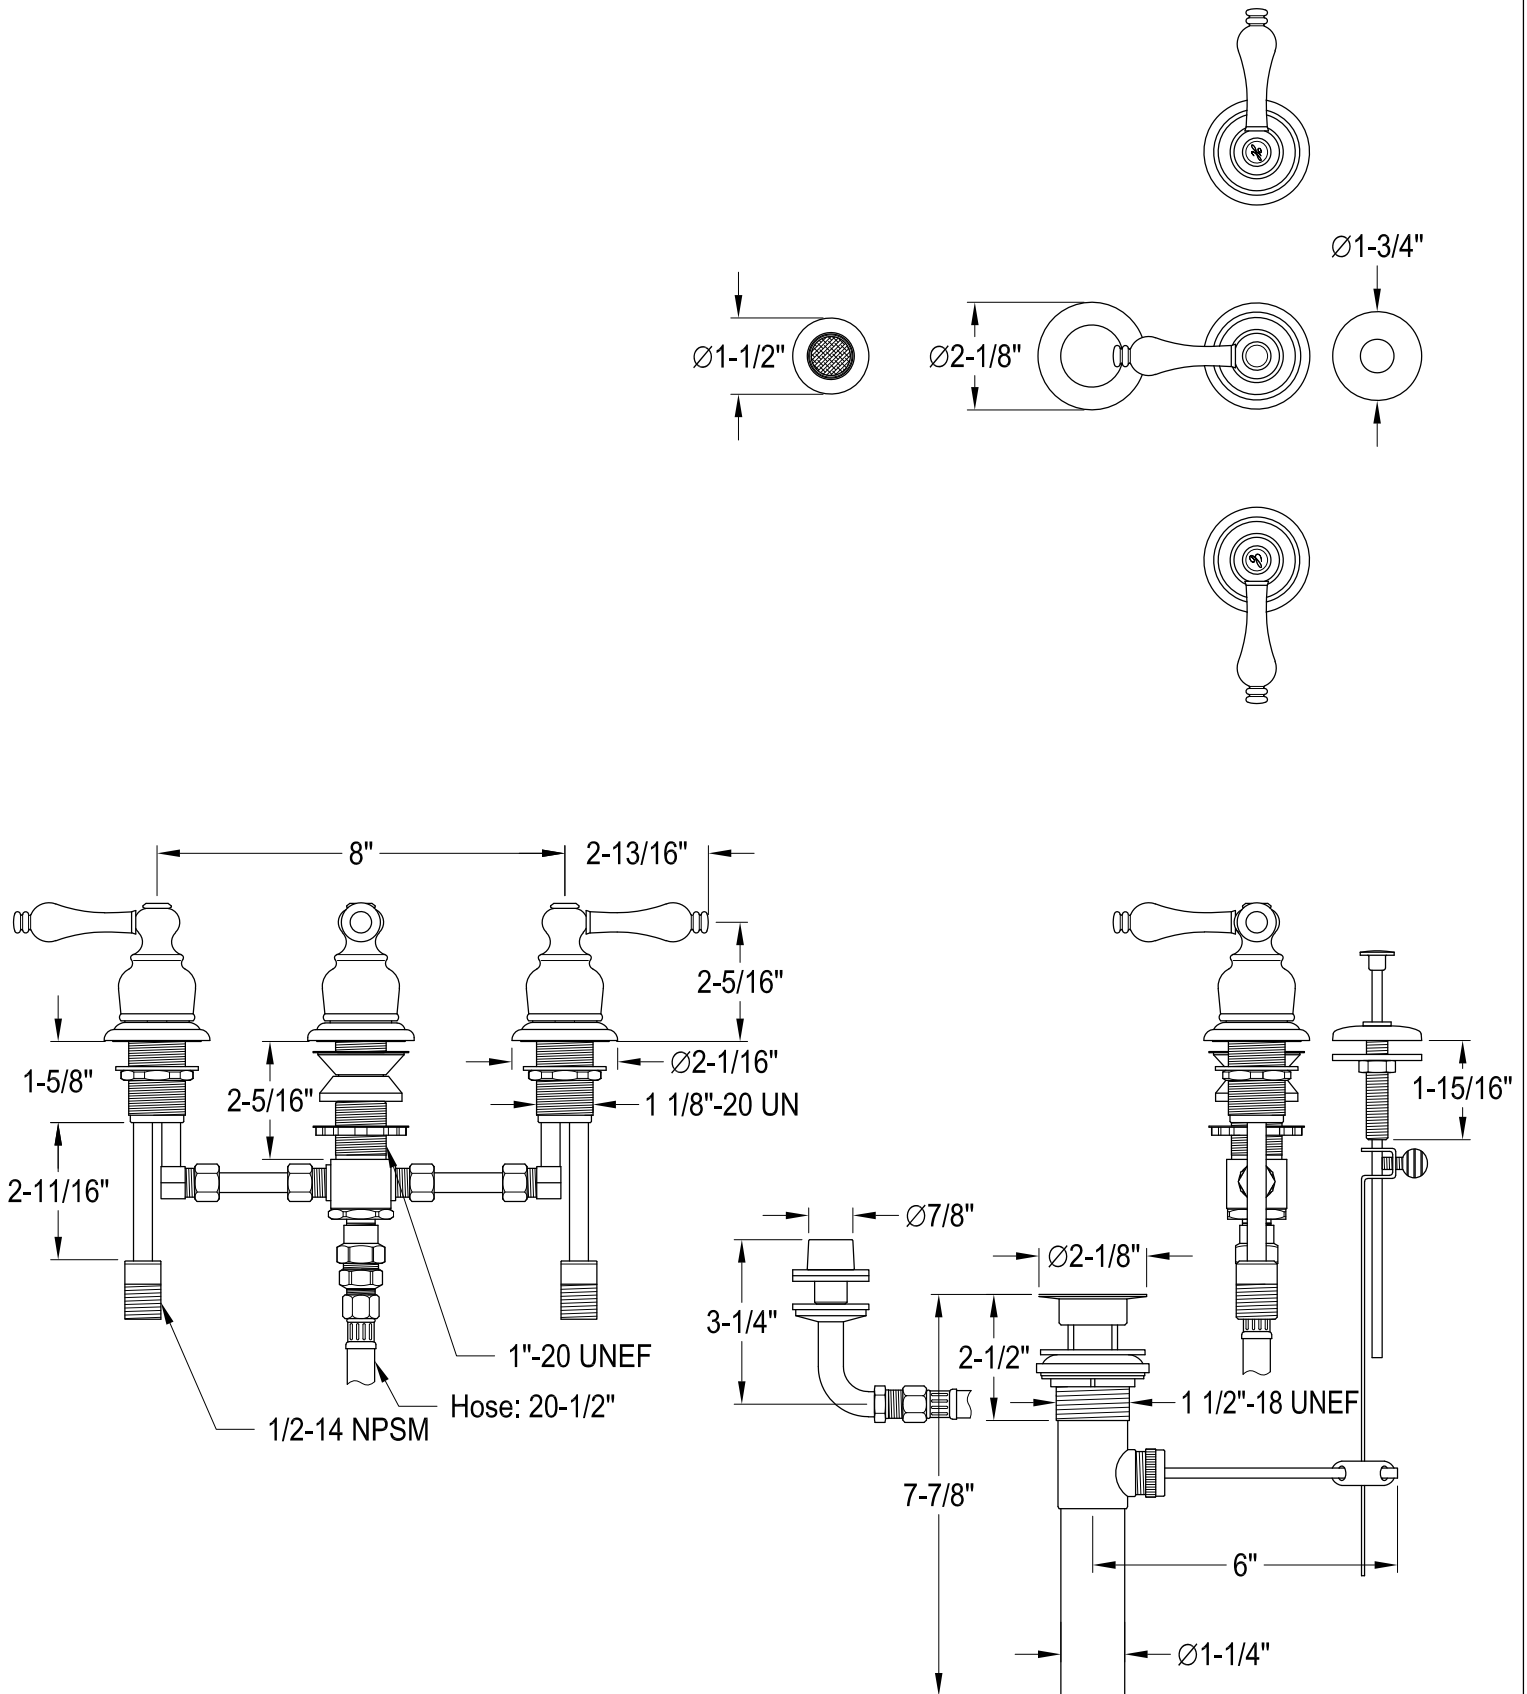 Ø1-3/4"
Ø1-1/2"
Ø2-1/8"
8"
2-13/16"
2-5/16"
1-5/8"
2-5/16"
Ø2-1/16"
1 1/8"-20 UN
1-15/16"
2-11/16"
Ø7/8"
Ø2-1/8"
3-1/4"
2-1/2"
1"-20 UNEF
Hose: 20-1/2"
1 1/2"-18 UNEF
1/2-14 NPSM
7-7/8"
6"
Ø1-1/4"